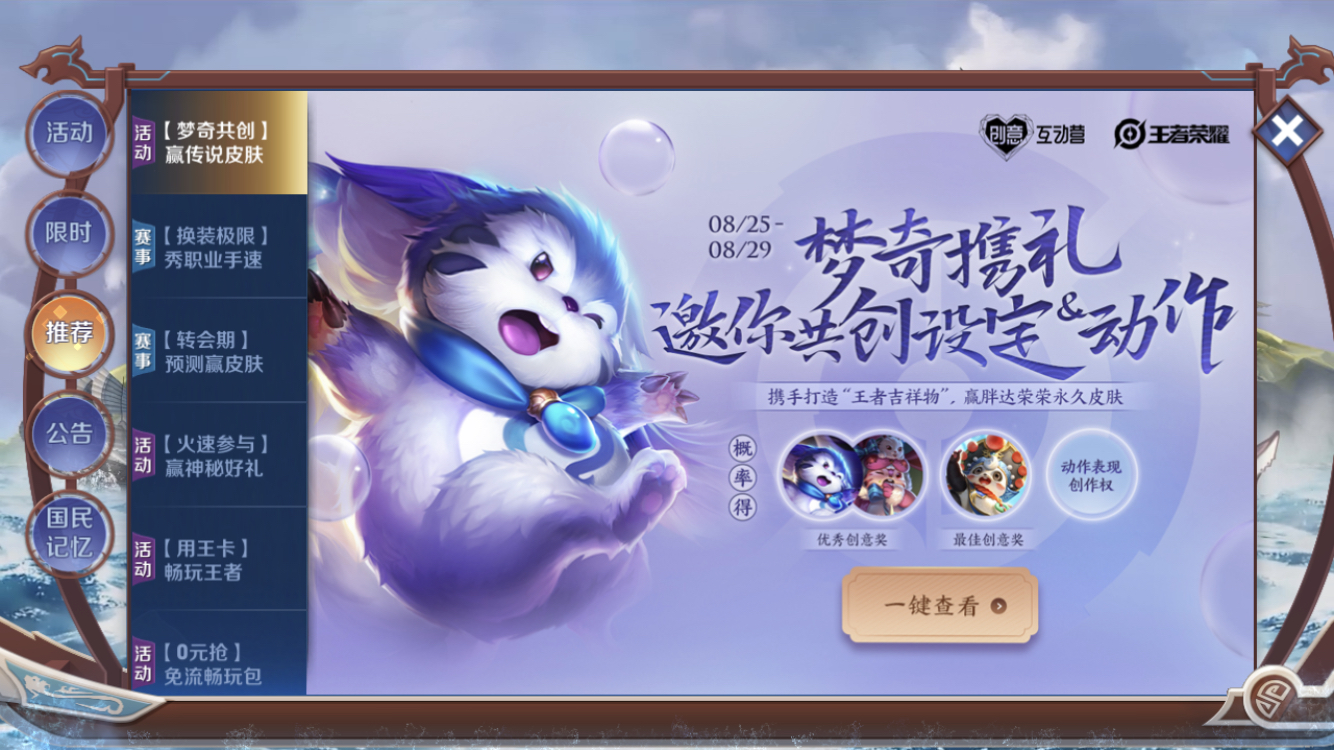 活动
限时
推荐
公告
国民
记忆
活动
【梦奇共创】
赢传说皮肤
赛事
【换装极限】
秀职业手速
赛事
【转会期】
预测赢皮肤
活动
【火速参与】
赢神秘好礼
活动
【用王卡】
畅玩王者
活动
【0元抢】
免流畅玩包
创意互动营
王者荣耀
08/25-
08/29
梦奇携礼
邀你共创设定&动作
携手打造“王者吉祥物”，赢胖达荣荣永久皮肤
概率得
动作表现
创作权
优秀创意奖
最佳创意奖
一键查看